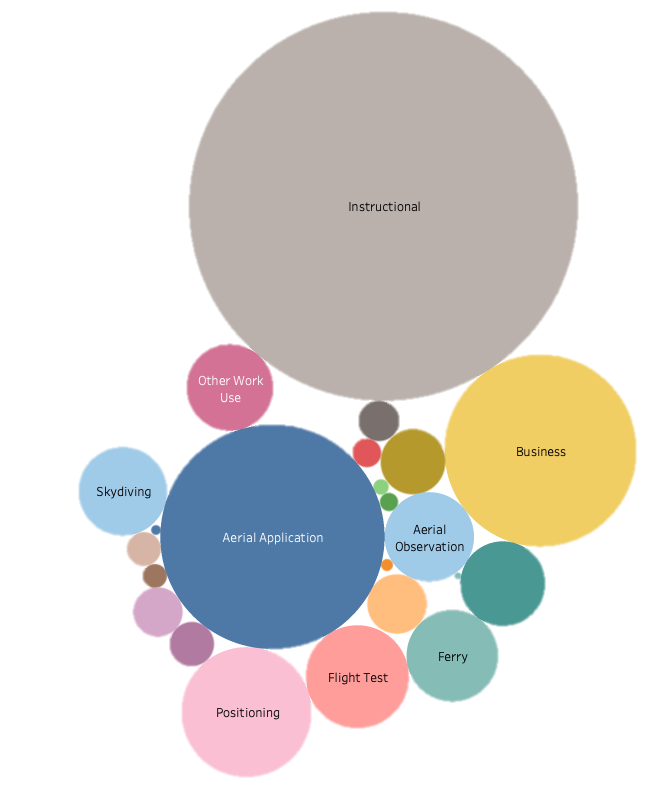 Instructional
Other Work
Use
Business
Skydiving
Aerial Application
Aerial
Observation
Ferry
Flight Test
Positioning